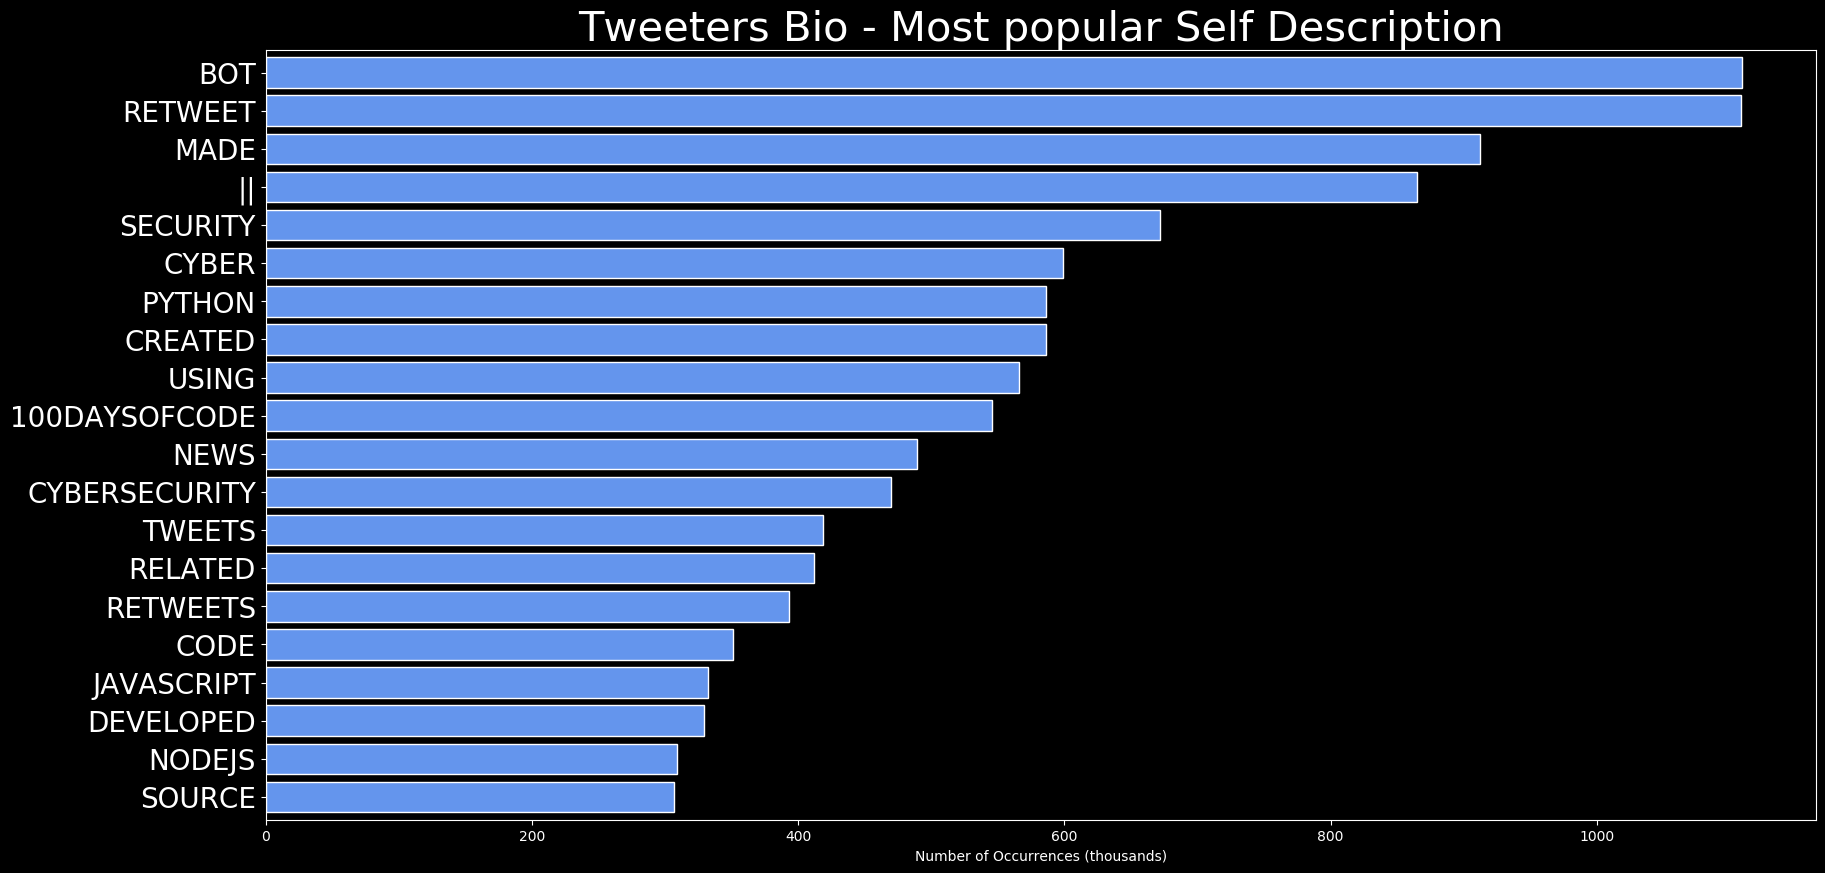 Tweeters Bio - Most popular Self Description
BOT
RETWEET
MADE
||
SECURITY
CYBER
PYTHON
CREATED
USING
100DAYSOFCODE
NEWS
CYBERSECURITY
TWEETS
RELATED
RETWEETS
CODE
JAVASCRIPT
DEVELOPED
NODEJS
SOURCE
0 200 400 600 800 1000
Number of Occurrences (thousands)